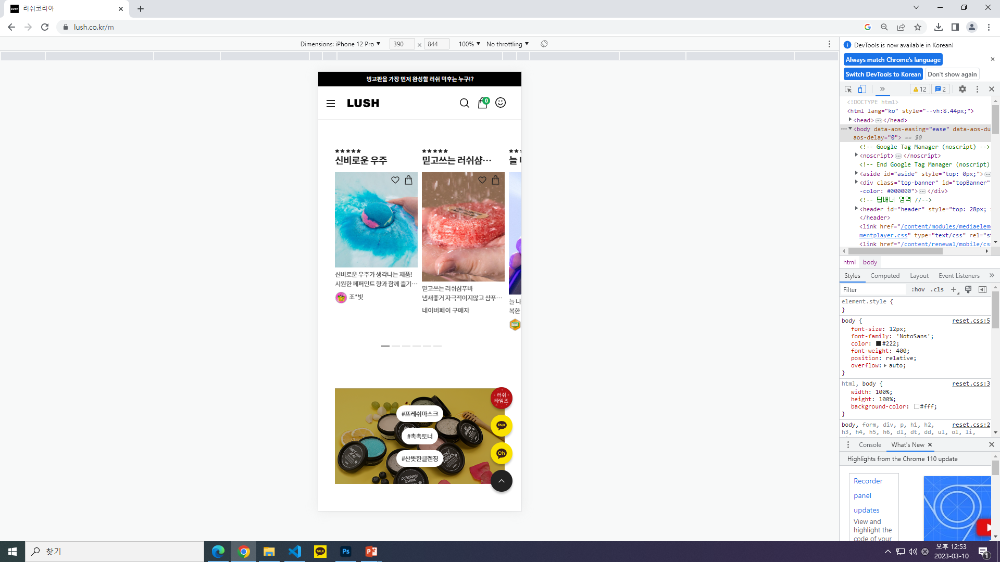 러쉬코리아
lush.co.kr/m
Dimensions: iPhone 12 Pro ▼ 390 × 844 100% ▼ No throttling ▼
빙고판을 가장 먼저 완성할 러쉬 덕후는 누구!?
LUSH
0
★★★★★
신비로운 우주
★★★★★
믿고쓰는 러쉬샴⋯
신비로운 우주가 생각나는 제품!
시원한 페퍼민트 향과 함께 즐기⋯
조*빛
믿고쓰는 러쉬샴푸바
냄새좋거 자극적이지않고 샴푸⋯
네이버페이 구매자
늘 나
복한
러쉬
타임즈
#프레쉬마스크
TALK
#촉촉토너
Ch
#산뜻한클렌징
DevTools is now available in Korean!
Always match Chrome's language
Switch DevTools to Korean Don't show again
12 2
<!DOCTYPE html>
<html lang="ko" style="--vh:8.44px;">
<head>⋯</head>
<body data-aos-easing="ease" data-aos-du
aos-delay="0"> == $0
<!-- Google Tag Manager (noscript) -->
<noscript>⋯</noscript>
<!-- End Google Tag Manager (noscript)
<aside id="aside" style="top: 0px;">⋯
<div class="top-banner" id="topBanner"
-color: #000000">⋯</div>
<!-- 탑배너 영역 //-->
<header id="header" style="top: 28px;
</header>
<link href="/content/modules/mediaeleme
mentplayer.css" type="text/css" rel="st
<link href="/content/renewal/mobile/css
html body
Styles Computed Layout Event Listeners
Filter :hov .cls
element.style {
}
body { reset.css:5
font-size: 12px;
font-family: 'NotoSans';
color: #222;
font-weight: 400;
position: relative;
overflow: auto;
}
html, body { reset.css:3
width: 100%;
height: 100%;
background-color: #fff;
}
body, form, div, p, h1, h2, reset.css:2
h3, h4, h5, h6, dl, dt, dd, ul, ol, li,
Console What's New
Highlights from the Chrome 110 update
Recorder
panel
updates
View and
highlight the
code of your
찾기
TALK
Ps
오후 12:53
2023-03-10
1